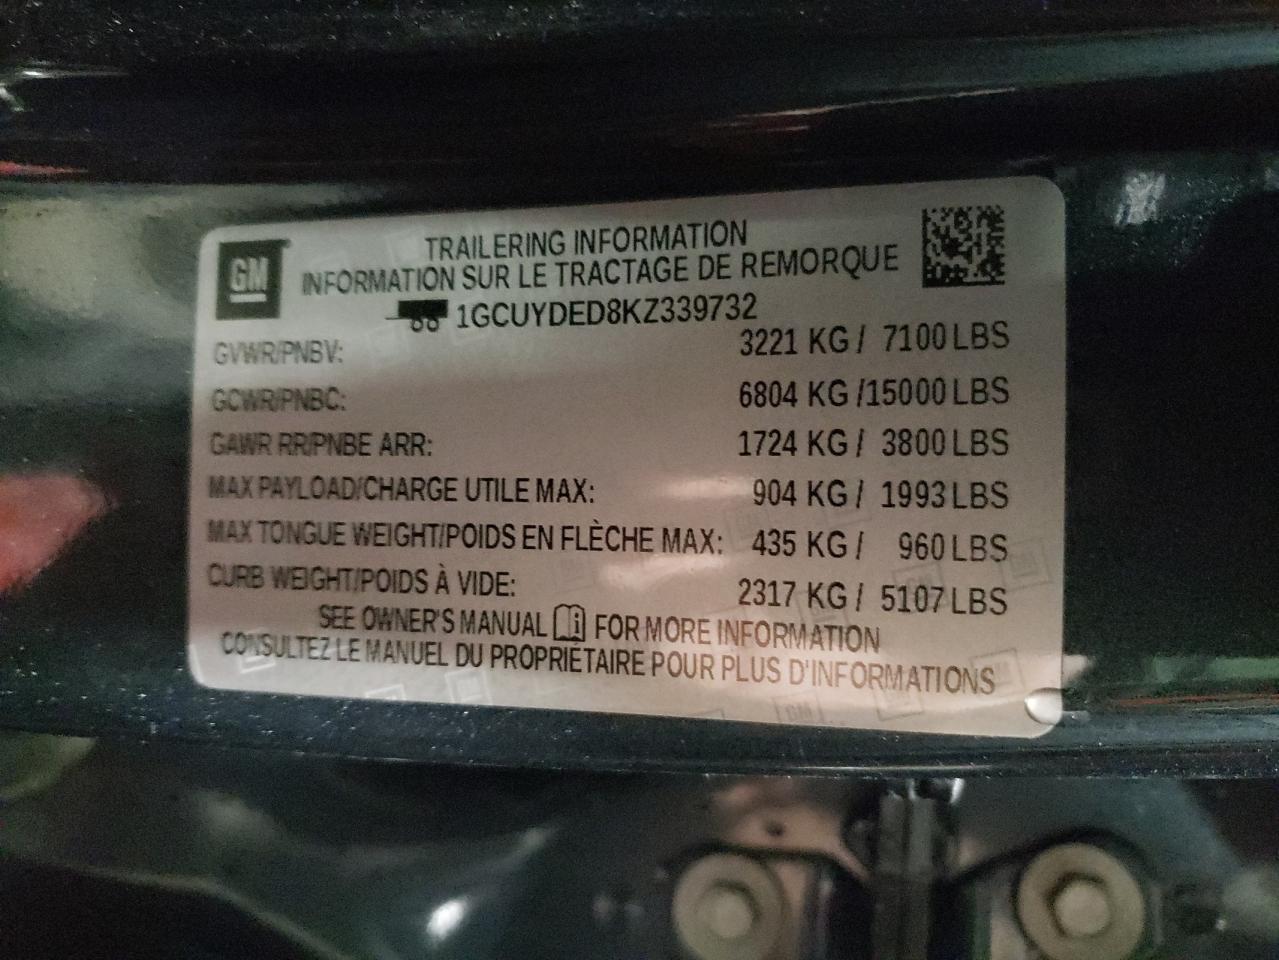 GM
TRAILERING INFORMATION
INFORMATION SUR LE TRACTAGE DE REMORQUE
1GCUYDED8KZ339732
GVWR/PNBV: 3221 KG / 7100 LBS
GCWR/PNBC: 6804 KG /15000 LBS
GAWR RR/PNBE ARR: 1724 KG / 3800 LBS
MAX PAYLOAD/CHARGE UTILE MAX: 904 KG / 1993 LBS
MAX TONGUE WEIGHT/POIDS EN FLÈCHE MAX: 435 KG / 960 LBS
CURB WEIGHT/POIDS À VIDE: 2317 KG / 5107 LBS
SEE OWNER'S MANUAL FOR MORE INFORMATION
CONSULTEZ LE MANUEL DU PROPRIÉTAIRE POUR PLUS D'INFORMATIONS